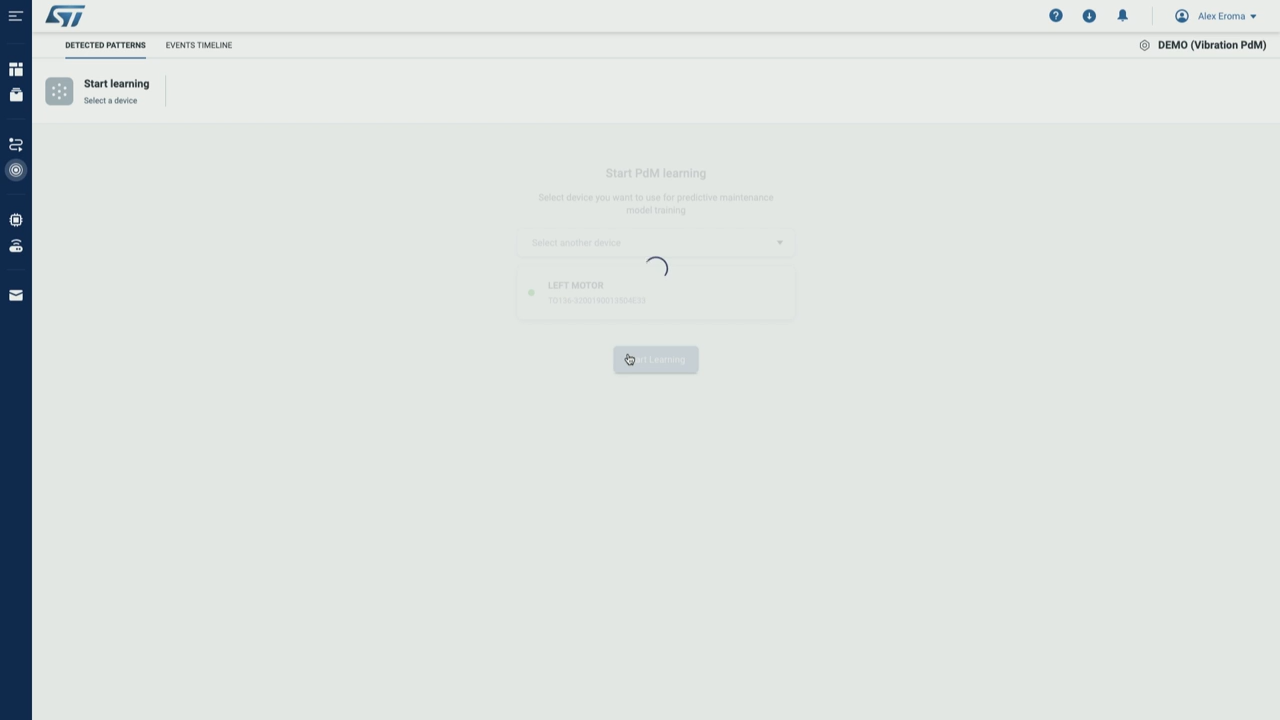 ST
Alex Eroma
DETECTED PATTERNS
EVENTS TIMELINE
DEMO (Vibration PdM)
Start learning
Select a device
Start PdM learning
Select device you want to use for predictive maintenance
model training
Select another device
LEFT MOTOR
Learning